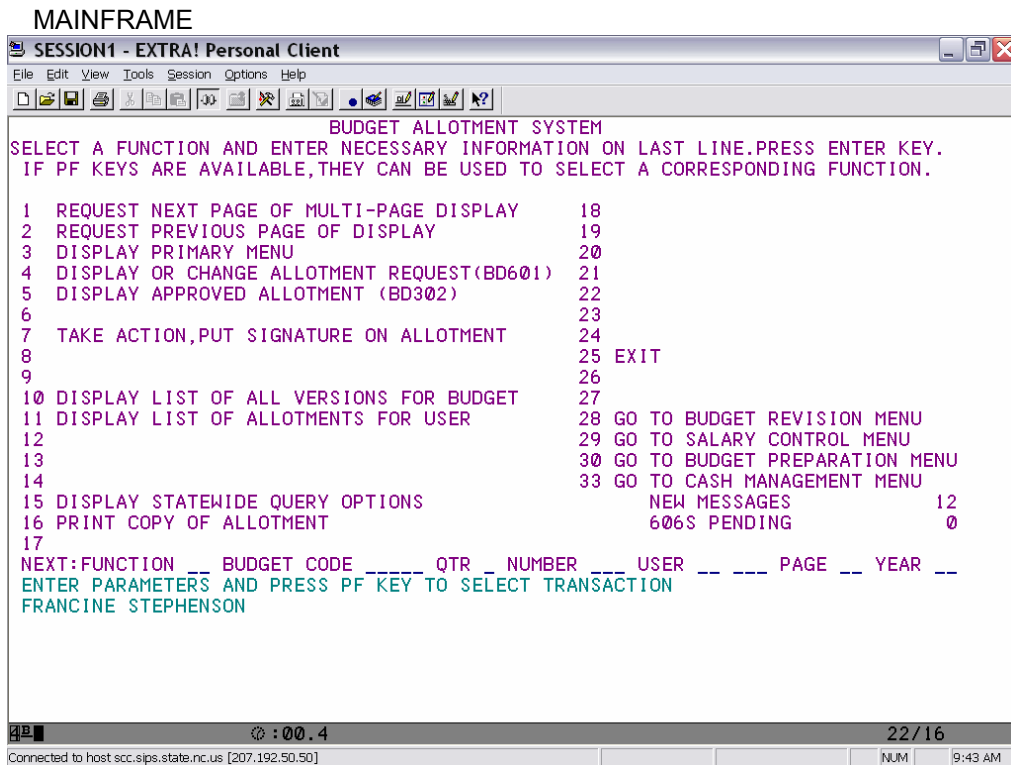 MAINFRAME
SESSION1 - EXTRA! Personal Client
File Edit View Tools Session Options Help
BUDGET ALLOTMENT SYSTEM
SELECT A FUNCTION AND ENTER NECESSARY INFORMATION ON LAST LINE.PRESS ENTER KEY.
IF PF KEYS ARE AVAILABLE,THEY CAN BE USED TO SELECT A CORRESPONDING FUNCTION.
1 REQUEST NEXT PAGE OF MULTI-PAGE DISPLAY 18
2 REQUEST PREVIOUS PAGE OF DISPLAY 19
3 DISPLAY PRIMARY MENU 20
4 DISPLAY OR CHANGE ALLOTMENT REQUEST(BD601) 21
5 DISPLAY APPROVED ALLOTMENT (BD302) 22
6 23
7 TAKE ACTION,PUT SIGNATURE ON ALLOTMENT 24
8 25 EXIT
9 26
10 DISPLAY LIST OF ALL VERSIONS FOR BUDGET 27
11 DISPLAY LIST OF ALLOTMENTS FOR USER 28 GO TO BUDGET REVISION MENU
12 29 GO TO SALARY CONTROL MENU
13 30 GO TO BUDGET PREPARATION MENU
14 33 GO TO CASH MANAGEMENT MENU
15 DISPLAY STATEWIDE QUERY OPTIONS NEW MESSAGES 12
16 PRINT COPY OF ALLOTMENT 606S PENDING 0
17
NEXT:FUNCTION __ BUDGET CODE _____ QTR _ NUMBER ___ USER __ ___ PAGE __ YEAR __
ENTER PARAMETERS AND PRESS PF KEY TO SELECT TRANSACTION
FRANCINE STEPHENSON
4B :00.4 22/16
Connected to host scc.sips.state.nc.us [207.192.50.50] NUM 9:43 AM